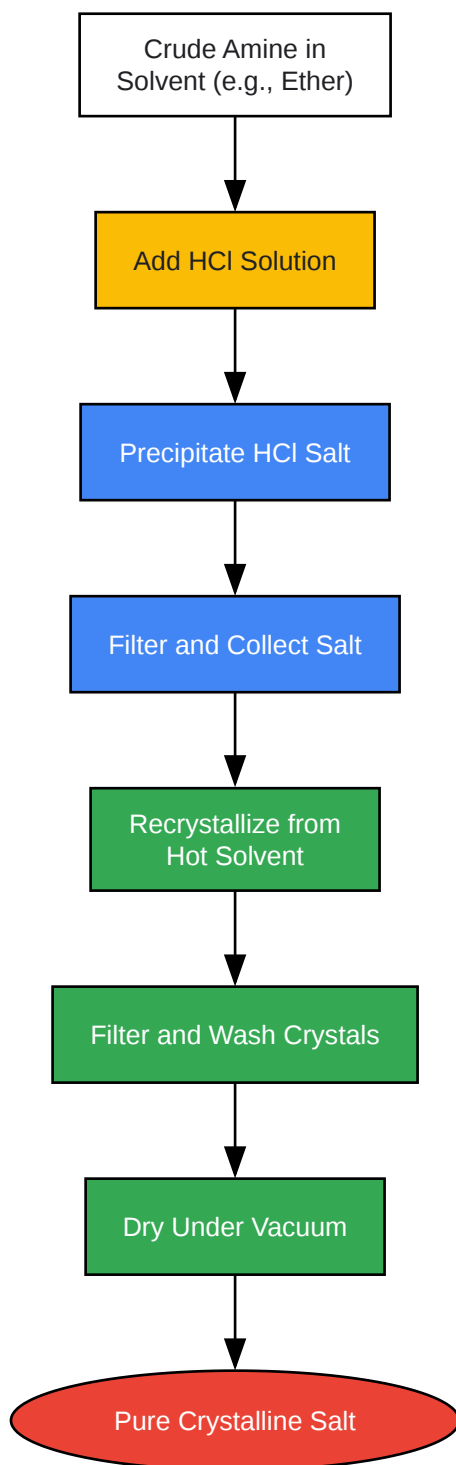 Crude Amine in
Solvent (e.g., Ether)
Add HCl Solution
Precipitate HCl Salt
Filter and Collect Salt
Recrystallize from
Hot Solvent
Filter and Wash Crystals
Dry Under Vacuum
Pure Crystalline Salt